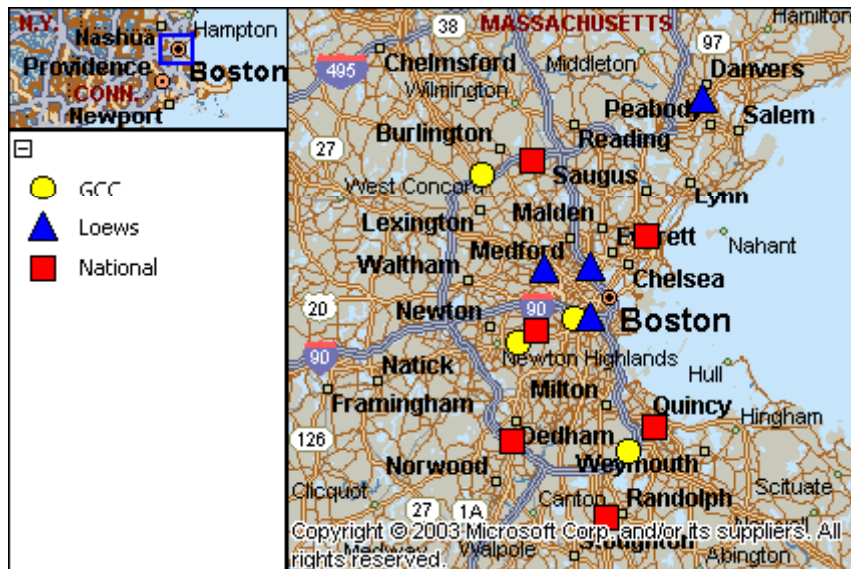 N.Y.
Nashua
Hampton
Providence
Boston
CONN.
Newport
GCC
Loews
National
38
MASSACHUSETTS
Hamilton
97
495
Chelmsford
Middleton
Danvers
Wilmington
Peabody
Salem
Burlington
Reading
27
Saugus
West Concord
Lynn
Lexington
Malden
Medford
Everett
Nahant
Waltham
Chelsea
20
Newton
90
Boston
90
Newton Highlands
Natick
Hull
Framingham
Milton
Quincy
Hingham
126
Dedham
Norwood
Weymouth
Clicquot
Scituate
27
1A
Canton
Randolph
Norwell
Copyright © 2003 Microsoft Corp. and/or its suppliers. All
rights reserved.
Medway
Walpole
Stoughton
Abington